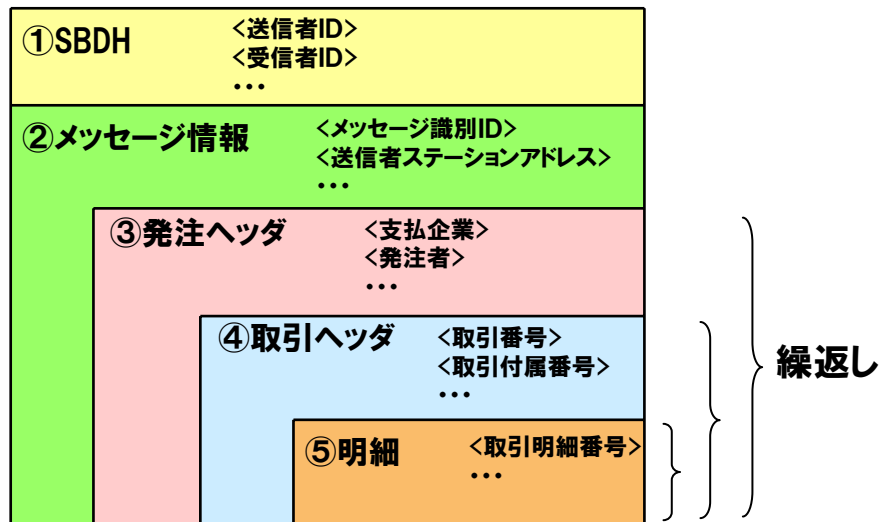 ①SBDH
<送信者ID>
<受信者ID>
･･･
②メッセージ情報
<メッセージ識別ID>
<送信者ステーションアドレス>
･･･
③発注ヘッダ
<支払企業>
<発注者>
･･･
④取引ヘッダ
<取引番号>
<取引付属番号>
･･･
繰返し
⑤明細
<取引明細番号>
･･･